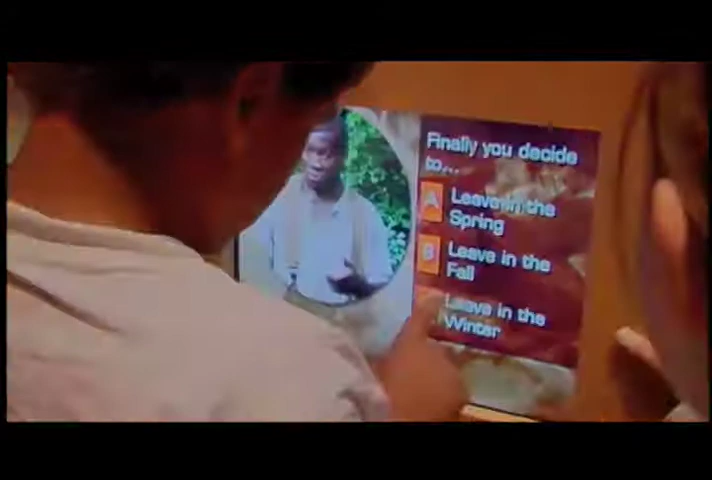 Finally you decide
to...
A Leave in the
Spring
B Leave in the
Fall
Leave in the
Winter